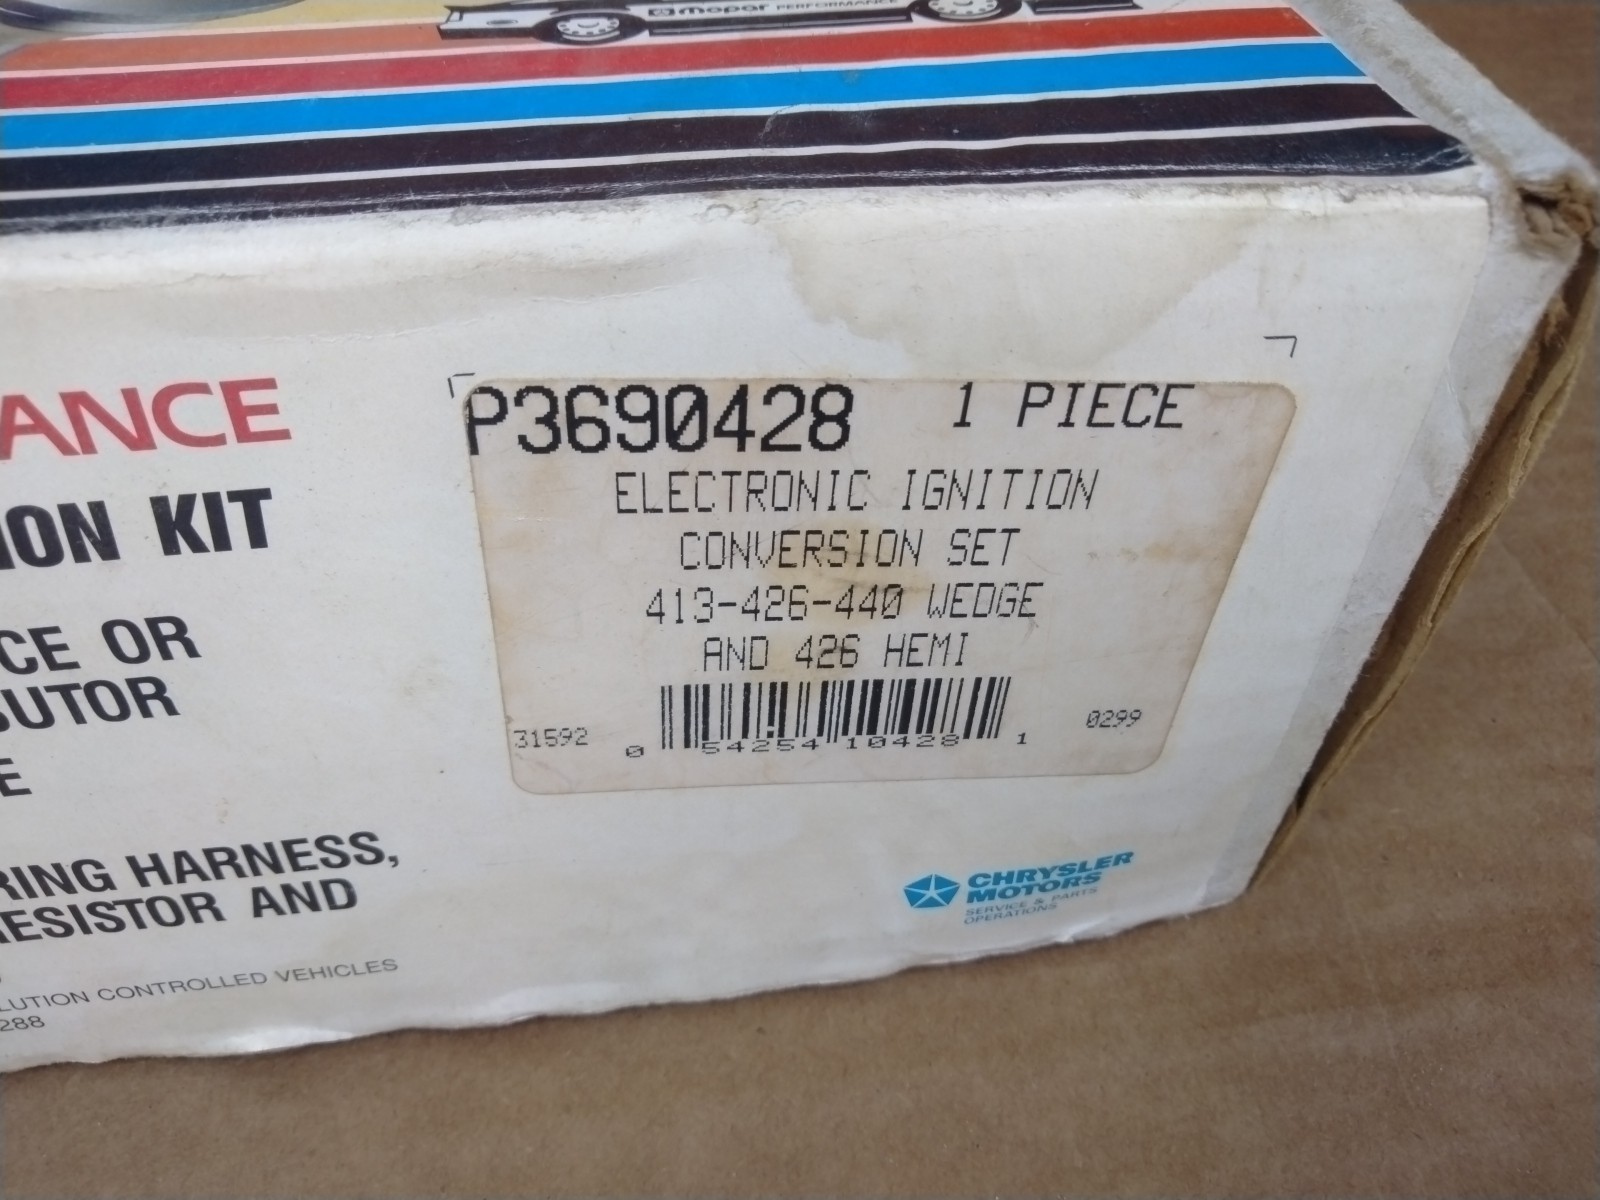 mopar PERFORMANCE
ANCE
ION KIT
CE OR
BUTOR
E
RING HARNESS,
RESISTOR AND
LUTION CONTROLLED VEHICLES
288
P3690428 1 PIECE
ELECTRONIC IGNITION
CONVERSION SET
413-426-440 WEDGE
AND 426 HEMI
31592 0299
0 54254 10428 1
CHRYSLER
MOTORS
SERVICE & PARTS
OPERATIONS